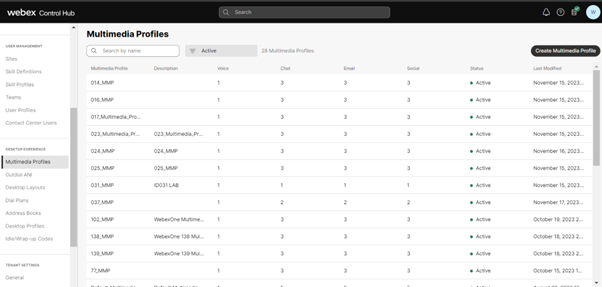 webex Control Hub
Search
W
Multimedia Profiles
Search by name
Active
28 Multimedia Profiles
Create Multimedia Profile
USER MANAGEMENT
Sites
Skill Definitions
Skill Profiles
Teams
User Profiles
Contact Center Users
DESKTOP EXPERIENCE
Multimedia Profiles
Global ANI
Desktop Layouts
Dial Plans
Address Books
Desktop Profiles
Idle/Wrap-up Codes
TENANT SETTINGS
General
Multimedia Profile Description Voice Chat Email Social Status Last Modified
014_MMP 1 3 3 3 Active November 15, 2023...
016_MMP 1 3 3 3 Active November 15, 2023...
017_Multimedia_Pro... 1 3 3 3 Active November 15, 2023...
023_Multimedia_Pro... 023_Multimedia_Pro... 1 3 3 3 Active November 15, 2023...
024_MMP 024_MMP 1 3 3 3 Active November 16, 2023...
025_MMP 025_MMP 1 3 3 3 Active November 15, 2023...
031_MMP ID031 LAB 1 1 1 1 Active November 15, 2023...
037_MMP 1 2 2 2 Active November 17, 2023...
102_MMP WebexOne Multime... 1 3 3 3 Active October 19, 2023 2...
138_MMP WebexOne 138 Mul... 1 3 3 3 Active October 18, 2023 2...
139_MMP WebexOne 139 Mul... 1 3 3 3 Active October 18, 2023 2...
77_MMP 1 3 3 3 Active October 15, 2023 1...